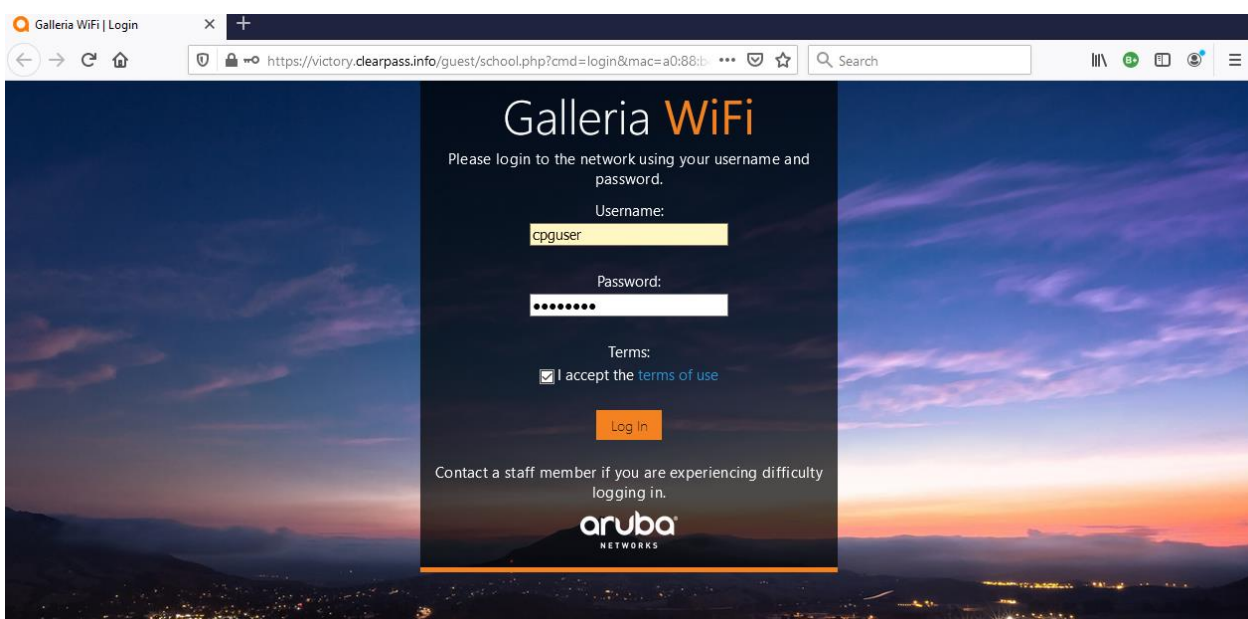 Galleria WiFi | Login
https://victory.clearpass.info/guest/school.php?cmd=login&mac=a0:88:b
Search
Galleria WiFi
Please login to the network using your username and
password.
Username:
cpguser
Password:
••••••••
Terms:
I accept the terms of use
Log In
Contact a staff member if you are experiencing difficulty
logging in.
aruba
NETWORKS